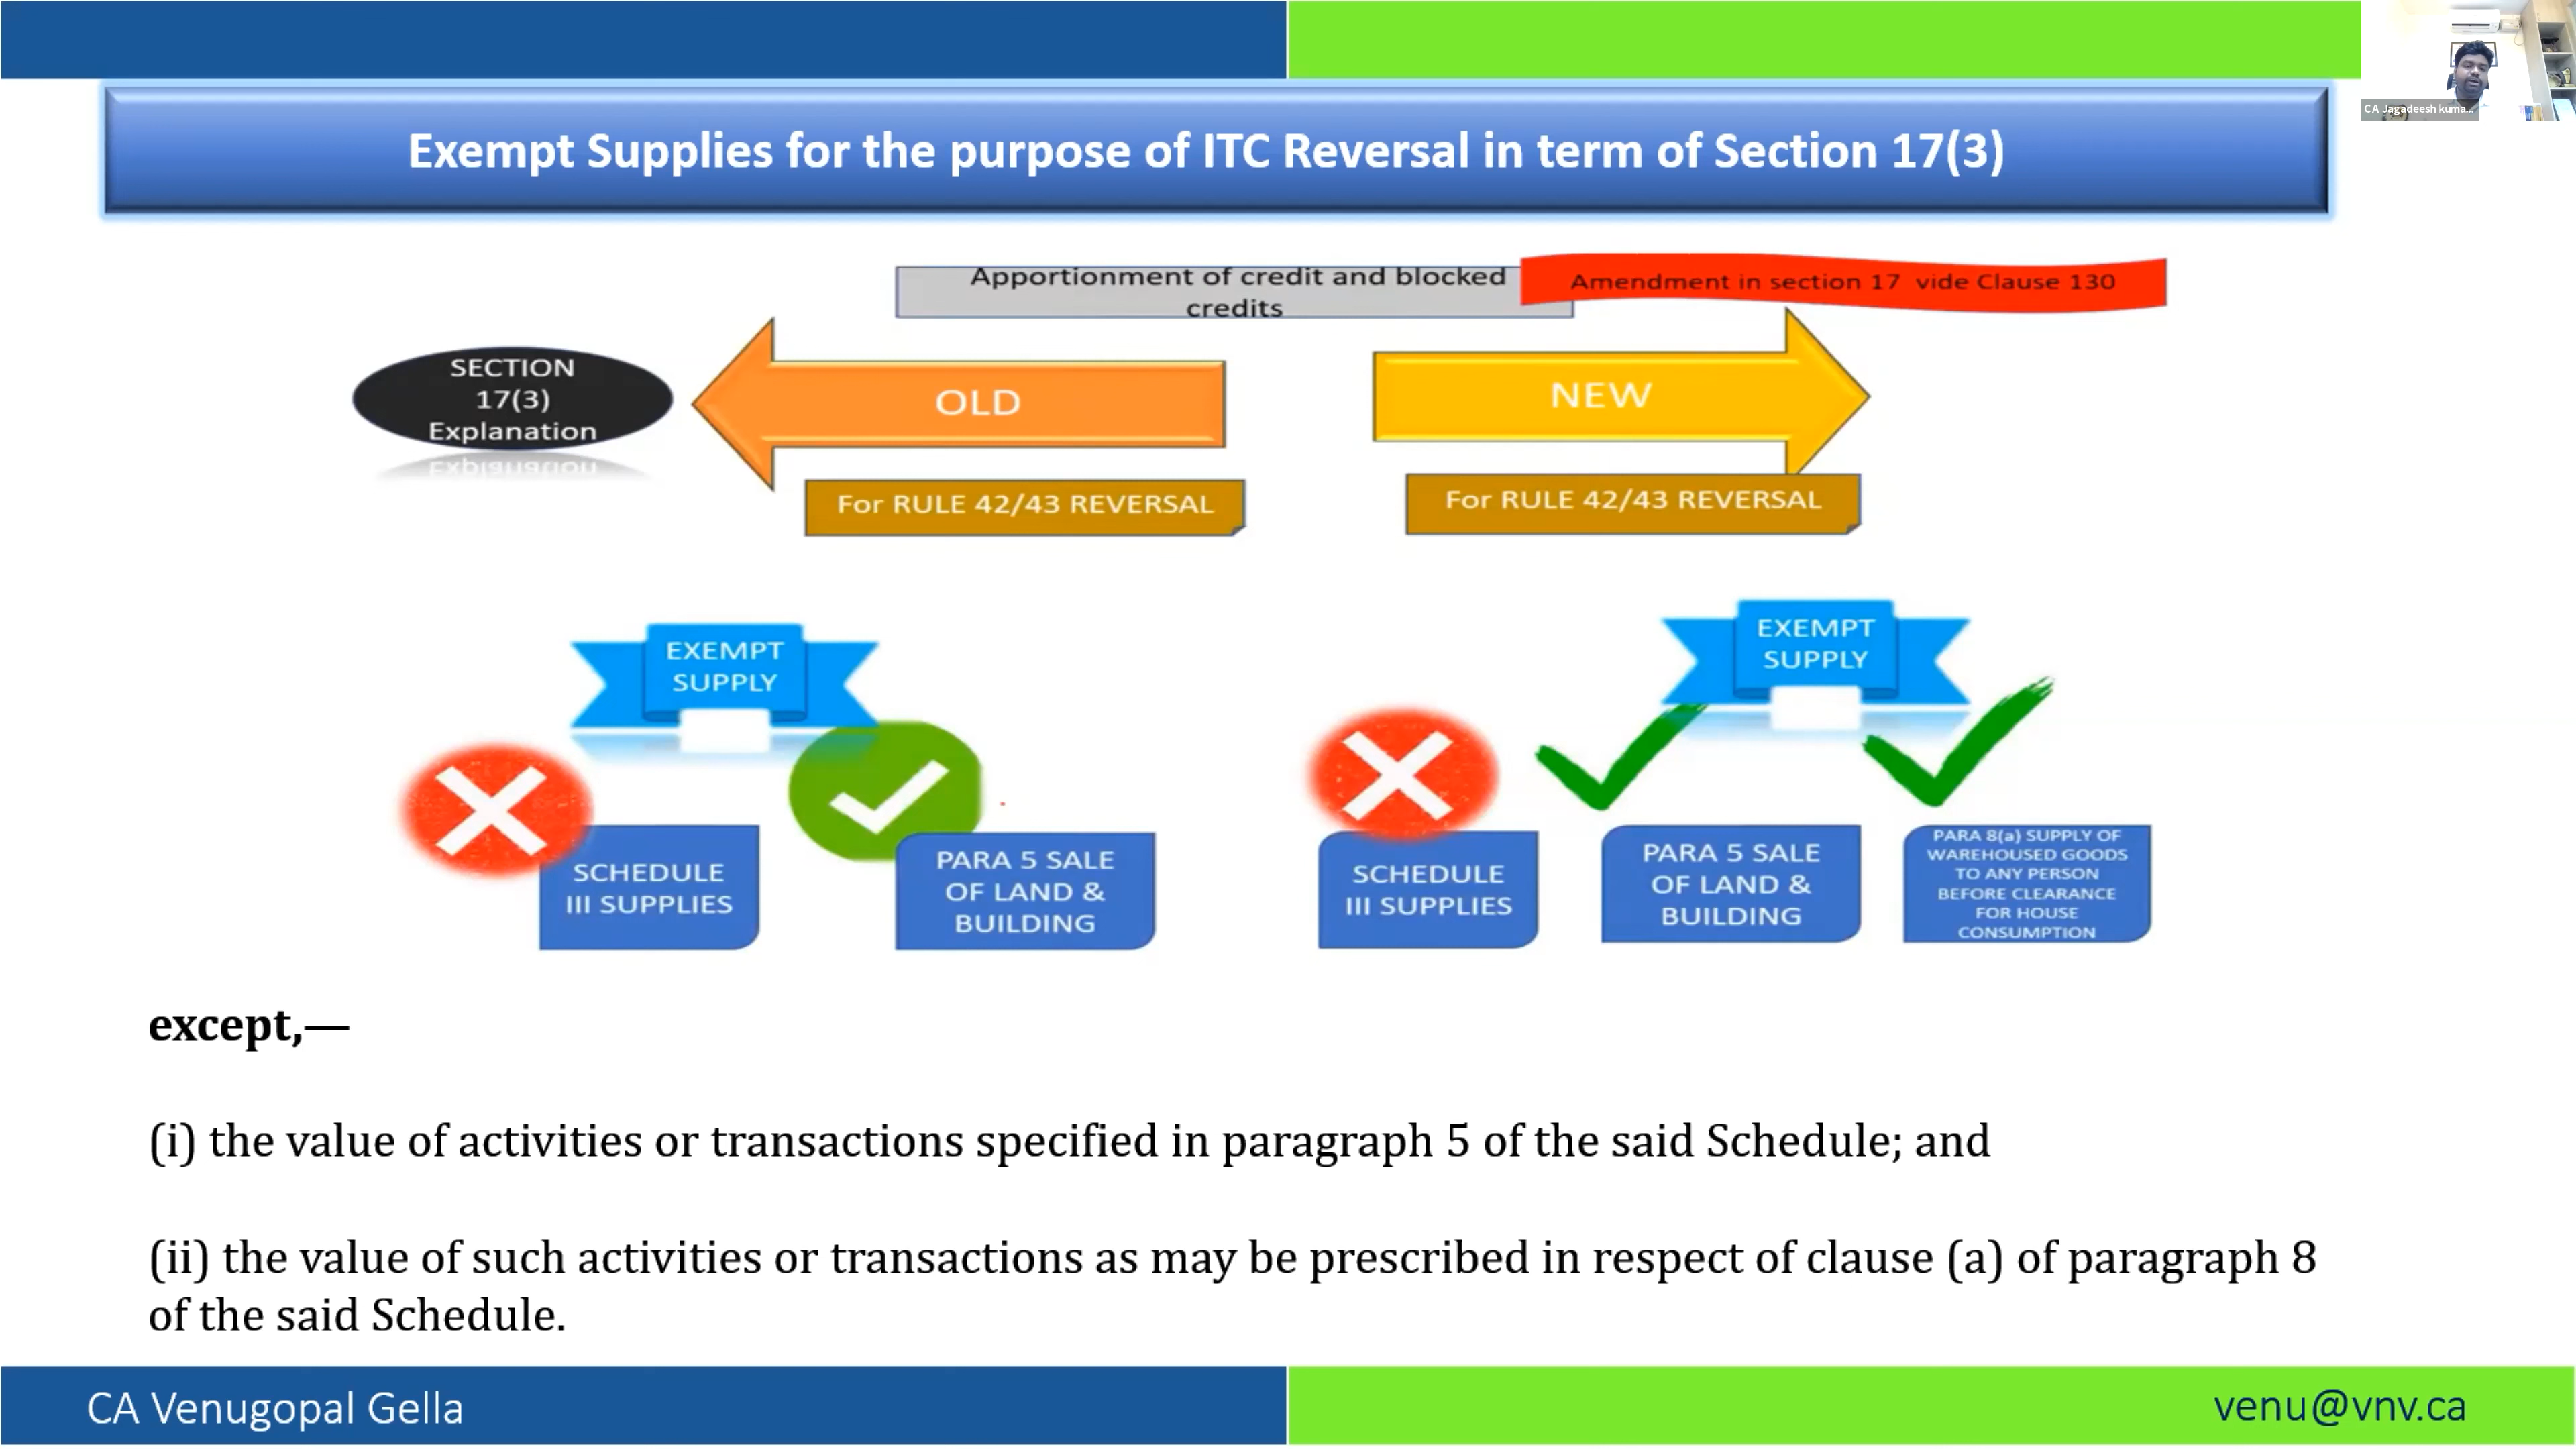 CA Jagadeesh kuma...
Exempt Supplies for the purpose of ITC Reversal in term of Section 17(3)
Apportionment of credit and blocked
credits
Amendment in section 17 vide Clause 130
SECTION
17(3)
Explanation
OLD
NEW
For RULE 42/43 REVERSAL
For RULE 42/43 REVERSAL
EXEMPT
SUPPLY
EXEMPT
SUPPLY
SCHEDULE
III SUPPLIES
PARA 5 SALE
OF LAND &
BUILDING
SCHEDULE
III SUPPLIES
PARA 5 SALE
OF LAND &
BUILDING
PARA 8(a) SUPPLY OF
WAREHOUSED GOODS
TO ANY PERSON
BEFORE CLEARANCE
FOR HOUSE
CONSUMPTION
except,—
(i) the value of activities or transactions specified in paragraph 5 of the said Schedule; and
(ii) the value of such activities or transactions as may be prescribed in respect of clause (a) of paragraph 8
of the said Schedule.
CA Venugopal Gella
venu@vnv.ca